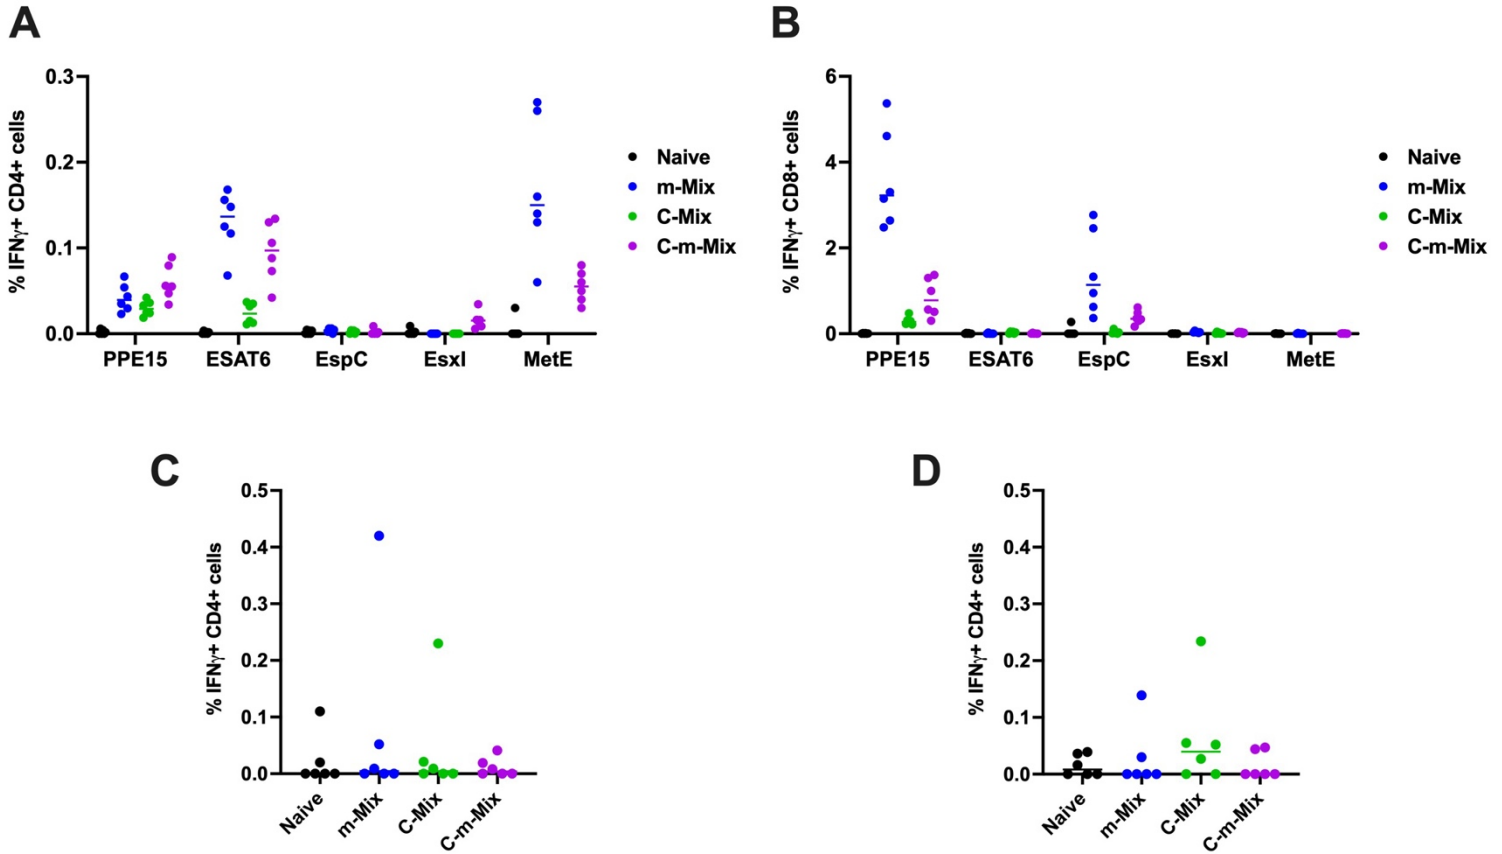 A
% IFNγ+ CD4+ cells
0.3
0.2
0.1
0.0
PPE15 ESAT6 EspC EsxI MetE
Naive
m-Mix
C-Mix
C-m-Mix
B
% IFNγ+ CD8+ cells
6
4
2
0
PPE15 ESAT6 EspC EsxI MetE
Naive
m-Mix
C-Mix
C-m-Mix
C
% IFNγ+ CD4+ cells
0.5
0.4
0.3
0.2
0.1
0.0
Naive
m-Mix
C-Mix
C-m-Mix
D
% IFNγ+ CD4+ cells
0.5
0.4
0.3
0.2
0.1
0.0
Naive
m-Mix
C-Mix
C-m-Mix